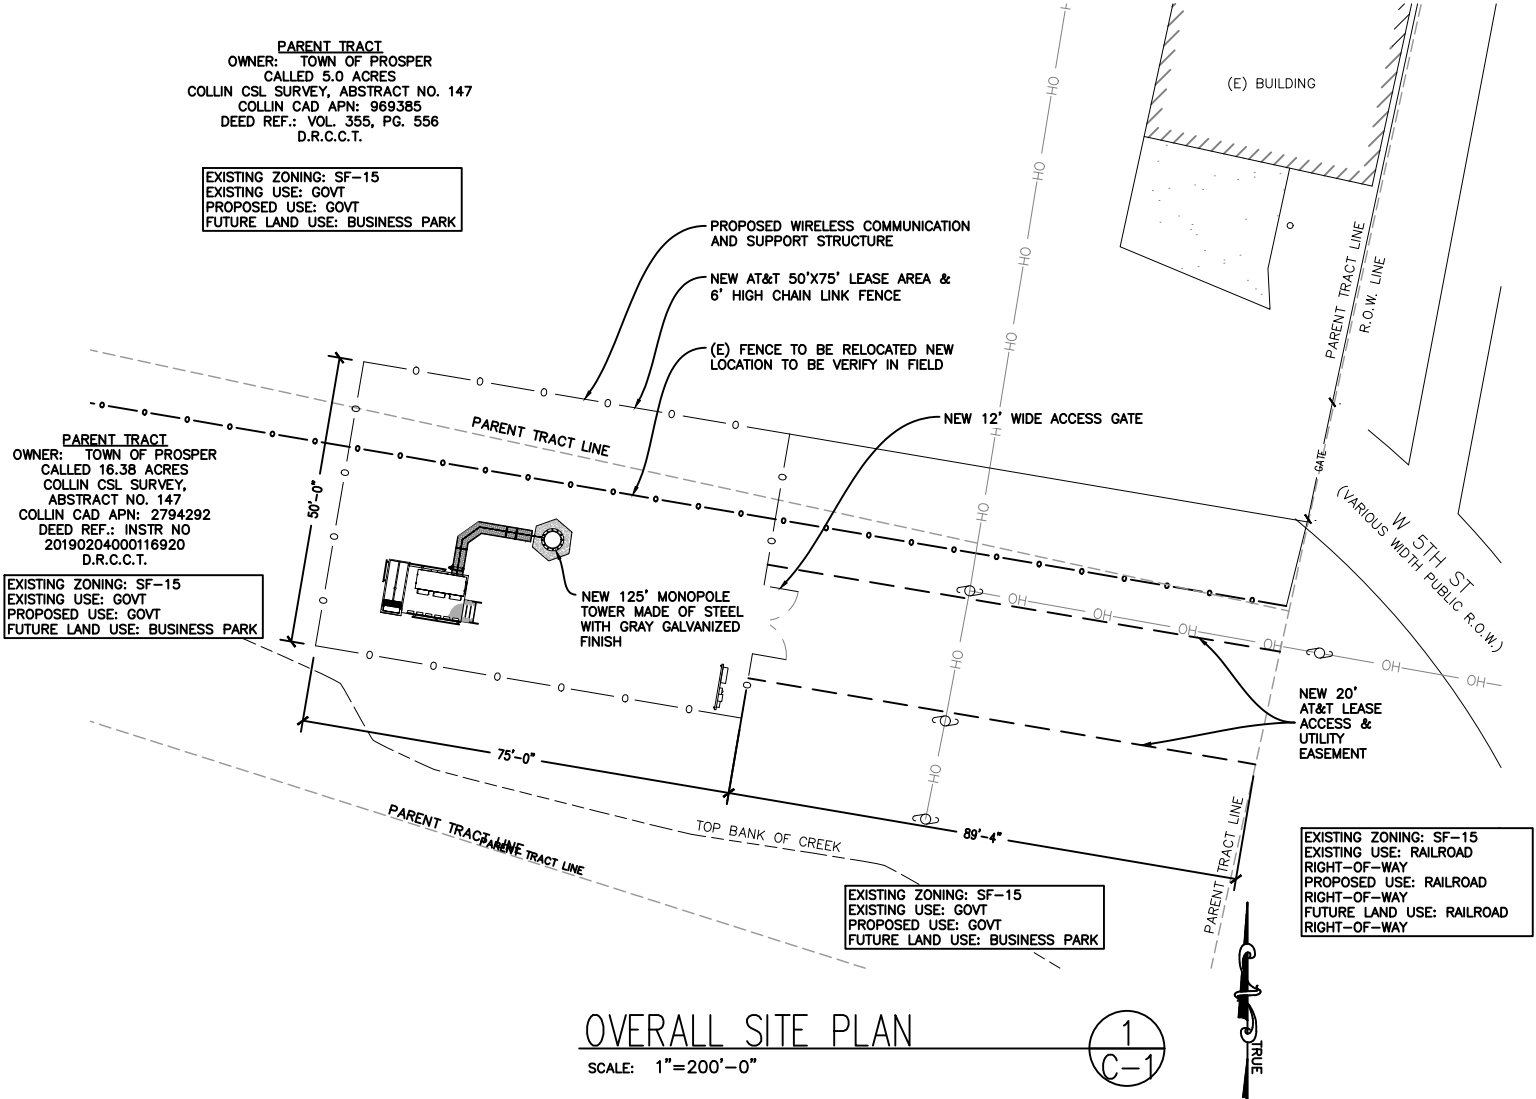 PARENT TRACT
OWNER: TOWN OF PROSPER
CALLED 5.0 ACRES
COLLIN CSL SURVEY, ABSTRACT NO. 147
COLLIN CAD APN: 969385
DEED REF.: VOL. 355, PG. 556
D.R.C.C.T.
EXISTING ZONING: SF-15
EXISTING USE: GOVT
PROPOSED USE: GOVT
FUTURE LAND USE: BUSINESS PARK
(E) BUILDING
PROPOSED WIRELESS COMMUNICATION
AND SUPPORT STRUCTURE
NEW AT&T 50'X75' LEASE AREA &
6' HIGH CHAIN LINK FENCE
(E) FENCE TO BE RELOCATED NEW
LOCATION TO BE VERIFY IN FIELD
NEW 12' WIDE ACCESS GATE
PARENT TRACT LINE
R.O.W. LINE
GATE
W 5TH ST
(VARIOUS WIDTH PUBLIC R.O.W.)
PARENT TRACT LINE
PARENT TRACT
OWNER: TOWN OF PROSPER
CALLED 16.38 ACRES
COLLIN CSL SURVEY,
ABSTRACT NO. 147
COLLIN CAD APN: 2794292
DEED REF.: INSTR NO
20190204000116920
D.R.C.C.T.
EXISTING ZONING: SF-15
EXISTING USE: GOVT
PROPOSED USE: GOVT
FUTURE LAND USE: BUSINESS PARK
50'-0"
NEW 125' MONOPOLE
TOWER MADE OF STEEL
WITH GRAY GALVANIZED
FINISH
OH
OH
OH
OH
OH
OH
OH
OH
OH
OH
OH
OH
OH
OH
NEW 20'
AT&T LEASE
ACCESS &
UTILITY
EASEMENT
75'-0"
89'-4"
PARENT TRACT LINE
PARENT TRACT LINE
TOP BANK OF CREEK
PARENT TRACT LINE
EXISTING ZONING: SF-15
EXISTING USE: GOVT
PROPOSED USE: GOVT
FUTURE LAND USE: BUSINESS PARK
EXISTING ZONING: SF-15
EXISTING USE: RAILROAD
RIGHT-OF-WAY
PROPOSED USE: RAILROAD
RIGHT-OF-WAY
FUTURE LAND USE: RAILROAD
RIGHT-OF-WAY
OVERALL SITE PLAN
SCALE: 1"=200'-0"
1
C-1
TRUE